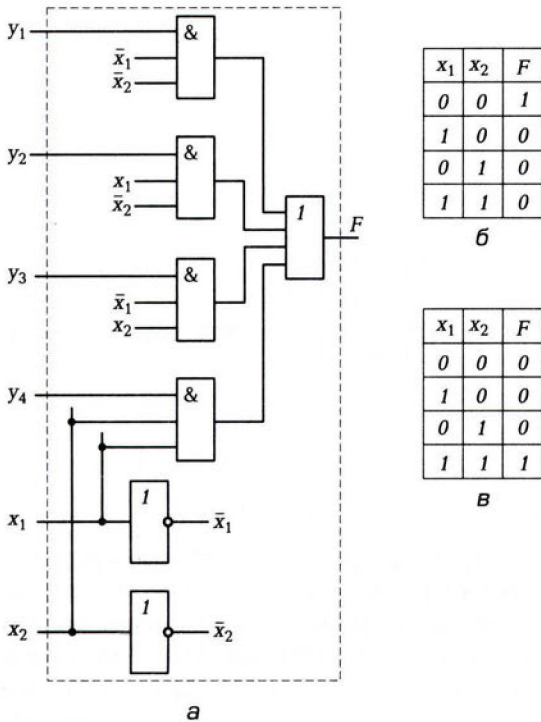 y₁
&
x̄₁
x̄₂
y₂
&
x₁
x̄₂
1
F
y₃
&
x̄₁
x₂
y₄
&
x₁
1
x̄₁
x₂
1
x̄₂
а
x₁ x₂ F
0 0 1
1 0 0
0 1 0
1 1 0
б
x₁ x₂ F
0 0 0
1 0 0
0 1 0
1 1 1
в